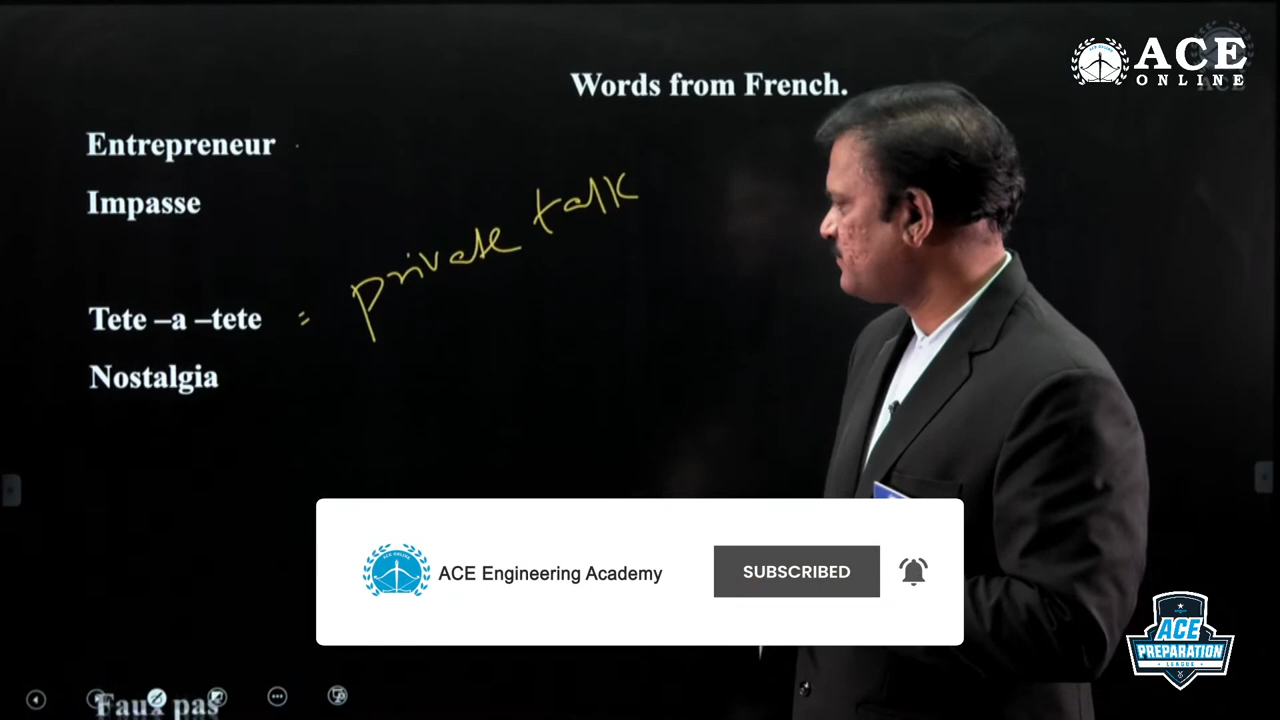 ACE
ONLINE
Words from French.
Entrepreneur
Impasse
Tete –a –tete = private talk
Nostalgia
ACE Engineering Academy
SUBSCRIBED
ACE
PREPARATION
LEAGUE
Faux pas